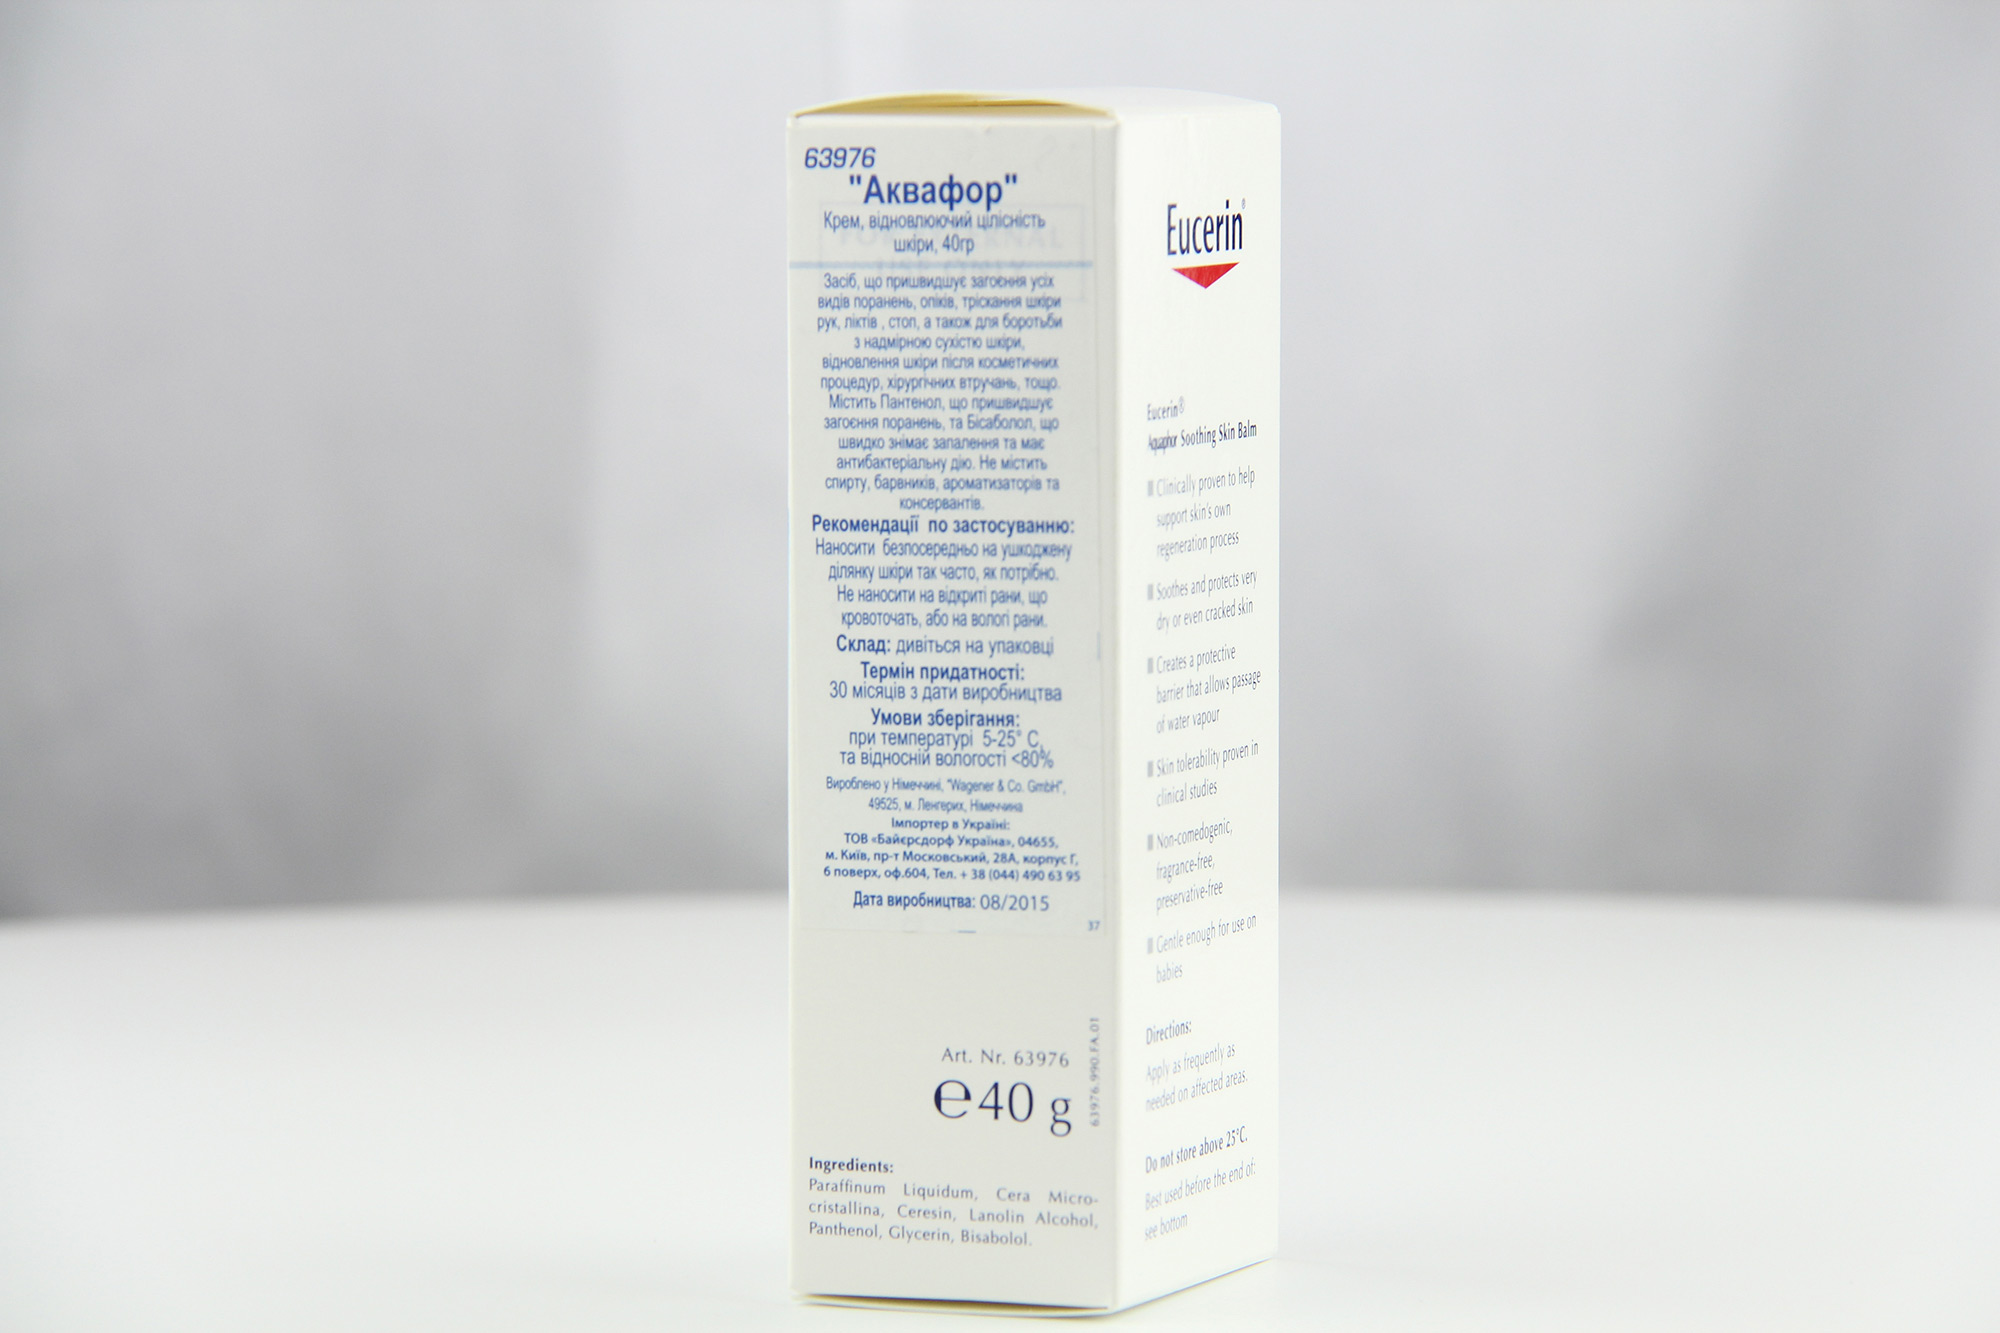 63976
"Аквафор"
Крем, відновлюючий цілісність
шкіри, 40гр
Засіб, що пришвидшує загоєння усіх
видів поранень, опіків, тріскання шкіри
рук, ліктів , стоп, а також для боротьби
з надмірною сухістю шкіри,
відновлення шкіри після косметичних
процедур, хірургічних втручань, тощо.
Містить Пантенол, що пришвидшує
загоєння поранень, та Бісаболол, що
швидко знімає запалення та має
антибактеріальну дію. Не містить
спирту, барвників, ароматизаторів та
консервантів.
Рекомендації по застосуванню:
Наносити безпосередньо на ушкоджену
ділянку шкіри так часто, як потрібно.
Не наносити на відкриті рани, що
кровоточать, або на вологі рани.
Склад: дивіться на упаковці
Термін придатності:
30 місяців з дати виробництва
Умови зберігання:
при температурі 5-25° C,
та відносній вологості <80%
Вироблено у Німеччині, "Wagener & Co. GmbH",
49525, м. Ленгерих, Німеччина
Імпортер в Україні:
ТОВ «Байєрсдорф Україна», 04655,
м. Київ, пр-т Московський, 28А, корпус Г,
6 поверх, оф.604, Тел. + 38 (044) 490 63 95
Дата виробництва: 08/2015
37
Art. Nr. 63976
℮40 g
63976.990.FA.01
Ingredients:
Paraffinum Liquidum, Cera Micro-
cristallina, Ceresin, Lanolin Alcohol,
Panthenol, Glycerin, Bisabolol.
Eucerin®
Eucerin®
Aquaphor Soothing Skin Balm
Clinically proven to help
support skin's own
regeneration process
Soothes and protects very
dry or even cracked skin
Creates a protective
barrier that allows passage
of water vapour
Skin tolerability proven in
clinical studies
Non-comedogenic,
fragrance-free,
preservative-free
Gentle enough for use on
babies
Directions:
Apply as frequently as
needed on affected areas.
Do not store above 25°C.
Best used before the end of:
see bottom